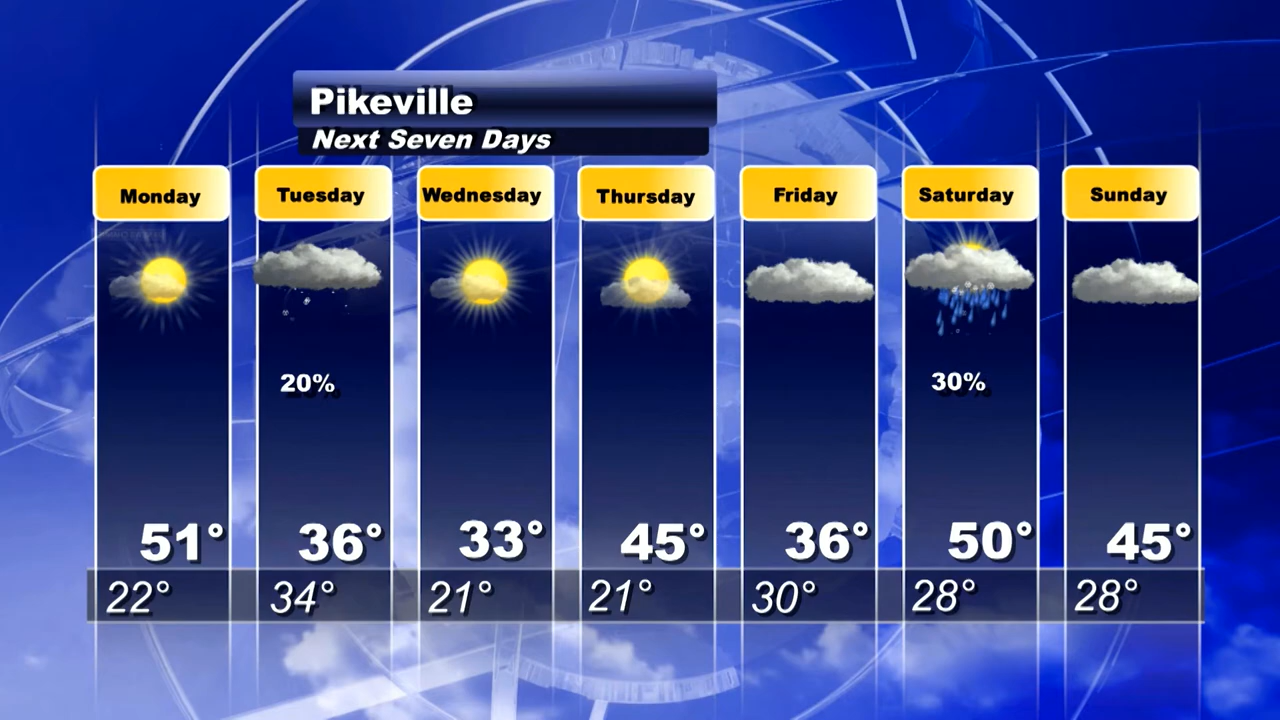 Pikeville
Next Seven Days
Monday Tuesday Wednesday Thursday Friday Saturday Sunday
20% 30%
51° 36° 33° 45° 36° 50° 45°
22° 34° 21° 21° 30° 28° 28°